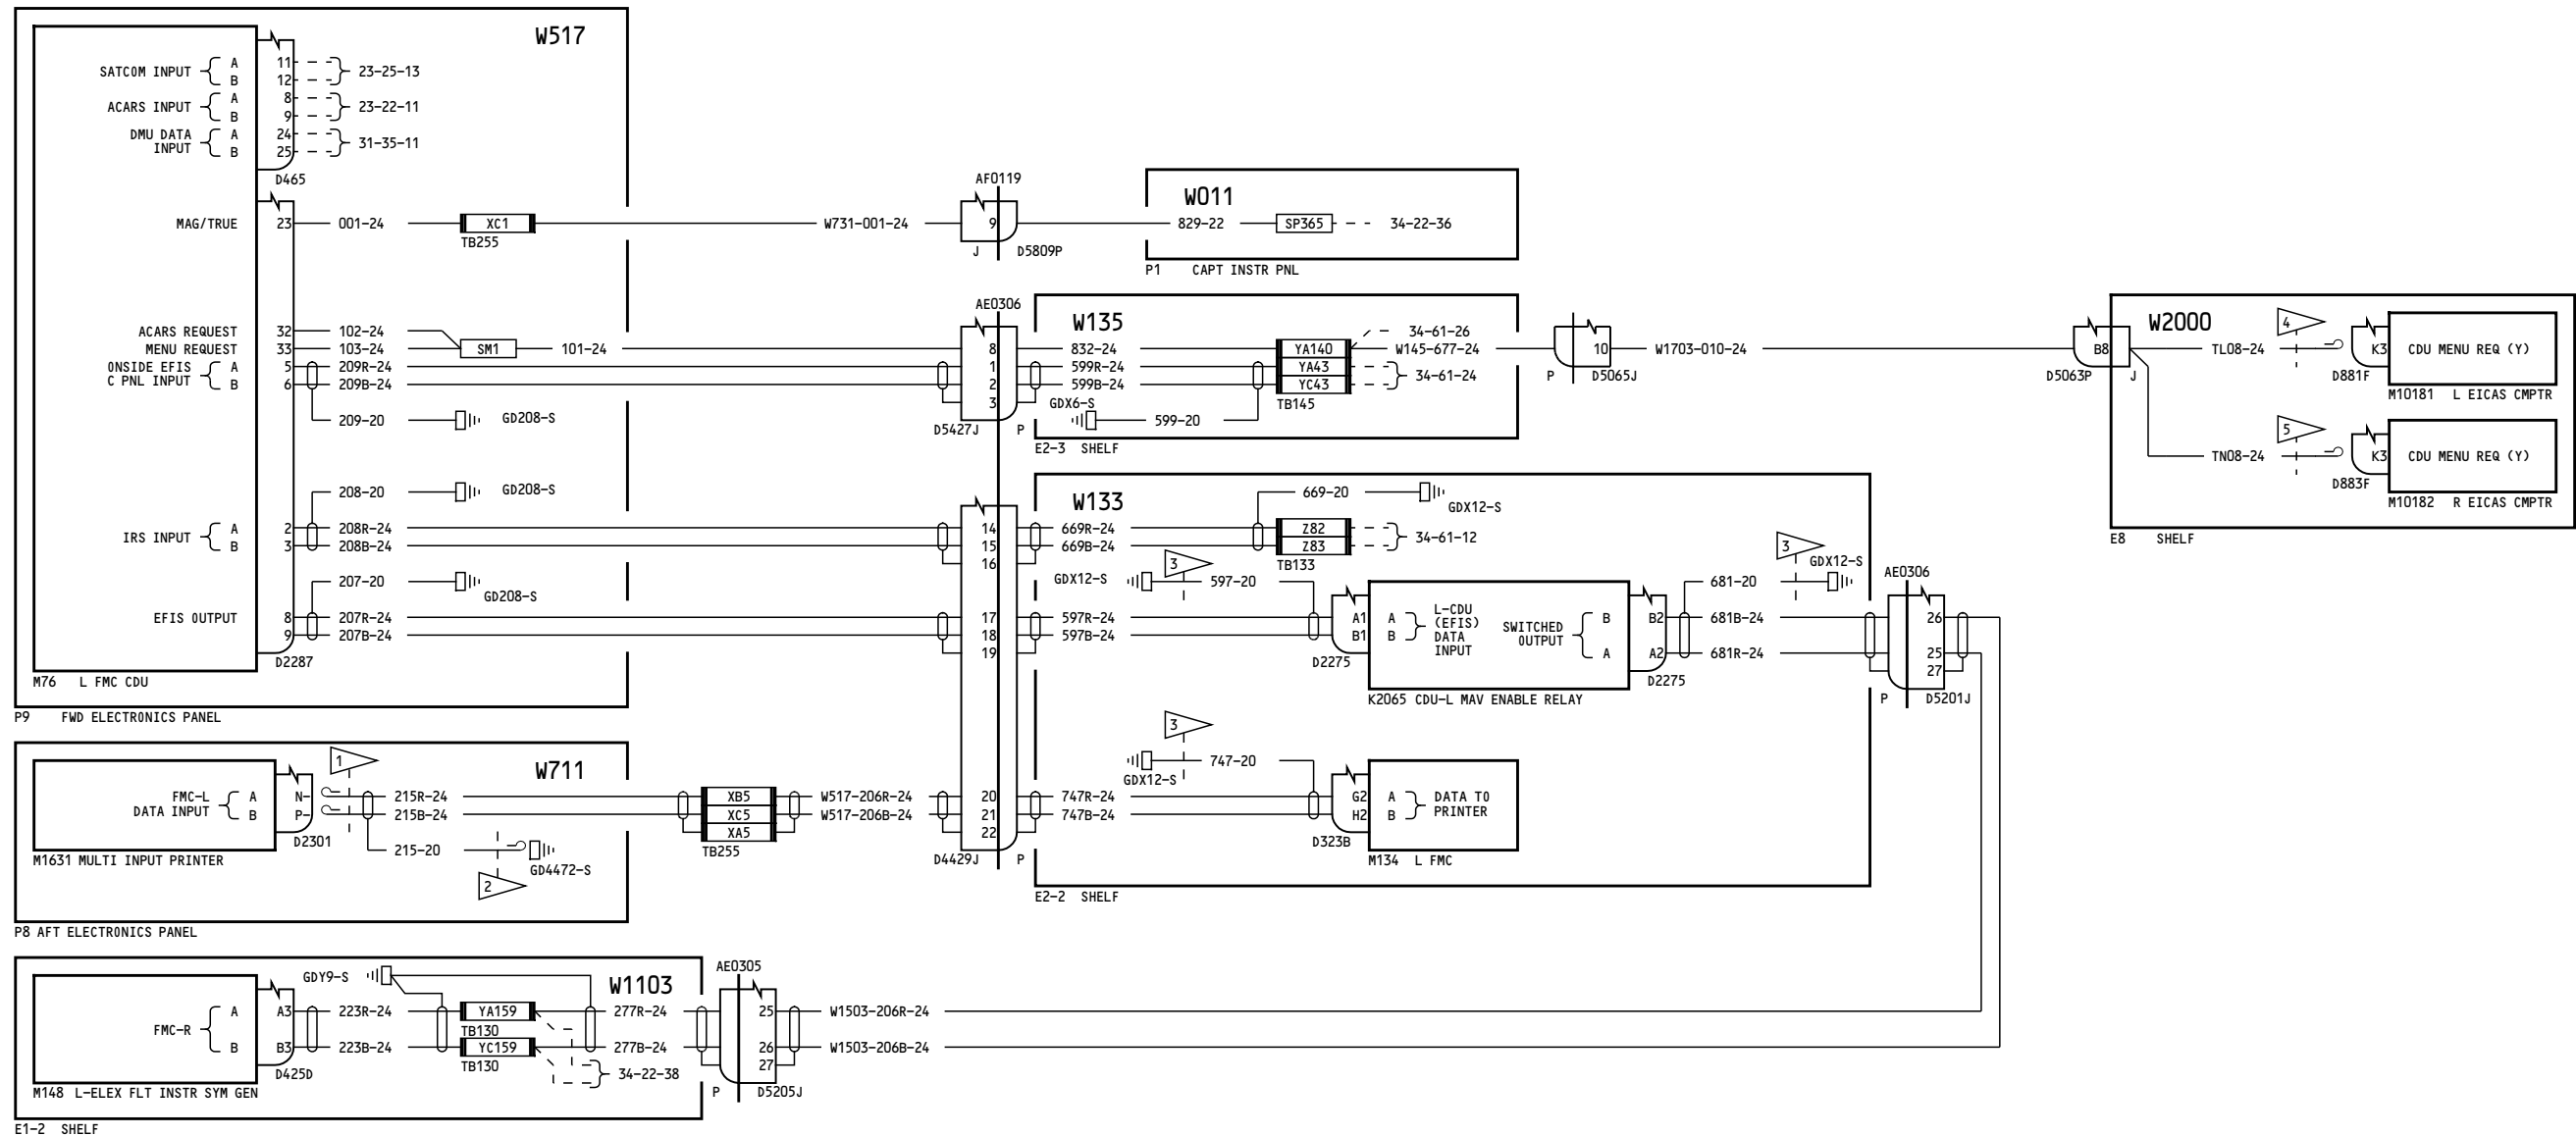 W517
SATCOM INPUT A 11 23-25-13
B 12
ACARS INPUT A 8 23-22-11
B 9
DMU DATA INPUT A 24 31-35-11
B 25
D465
MAG/TRUE 23 001-24 XC1 W731-001-24 9 829-22 SP365 34-22-36
TB255
AF0119
J D5809P
W011
P1 CAPT INSTR PNL
ACARS REQUEST 32 102-24
MENU REQUEST 33 103-24 SM1 101-24 8 832-24 YA140 W145-677-24 10 W1703-010-24 B8 TL08-24 K3 CDU MENU REQ (Y)
34-61-26
ONSIDE EFIS C PNL INPUT A 5 209R-24 1 599R-24 YA43 34-61-24
B 6 209B-24 2 599B-24 YC43
3
209-20 GD208-S
GDX6-S 599-20
TB145
AE0306
W135
D5427J P
E2-3 SHELF
P D5065J
D5063P J
W2000
4
D881F
M10181 L EICAS CMPTR
5
TN08-24 K3 CDU MENU REQ (Y)
D883F
M10182 R EICAS CMPTR
E8 SHELF
208-20 GD208-S
IRS INPUT A 2 208R-24 14 669R-24 Z82 34-61-12
B 3 208B-24 15 669B-24 Z83
16
W133
669-20 GDX12-S
TB133
207-20 GD208-S
EFIS OUTPUT 8 207R-24 17 597R-24 A1 A
9 207B-24 18 597B-24 B1 B
19
D2287
M76 L FMC CDU
P9 FWD ELECTRONICS PANEL
GDX12-S 3 597-20
D2275
L-CDU
(EFIS)
DATA
INPUT
SWITCHED
OUTPUT
B B2 681B-24 26
A A2 681R-24 25
27
D2275
K2065 CDU-L MAV ENABLE RELAY
681-20 3 GDX12-S
AE0306
P D5201J
W711
1
FMC-L DATA INPUT A N- 215R-24 XB5 W517-206R-24 20 747R-24 G2 A DATA TO
B P- 215B-24 XC5 W517-206B-24 21 747B-24 H2 B PRINTER
XA5 22
D2301
M1631 MULTI INPUT PRINTER
215-20 GD4472-S
2
TB255
D4429J P
P8 AFT ELECTRONICS PANEL
3
GDX12-S 747-20
D323B
M134 L FMC
E2-2 SHELF
GDY9-S
W1103
AE0305
FMC-R A A3 223R-24 YA159 277R-24 25 W1503-206R-24
TB130
B B3 223B-24 YC159 277B-24 26 W1503-206B-24
TB130
27
34-22-38
D425D
M148 L-ELEX FLT INSTR SYM GEN
P D5205J
E1-2 SHELF